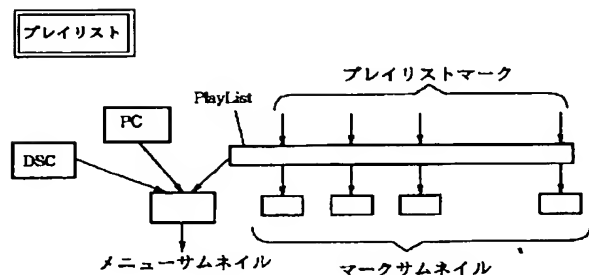 プレイリスト
プレイリストマーク
PlayList
PC
DSC
メニューサムネイル
マークサムネイル